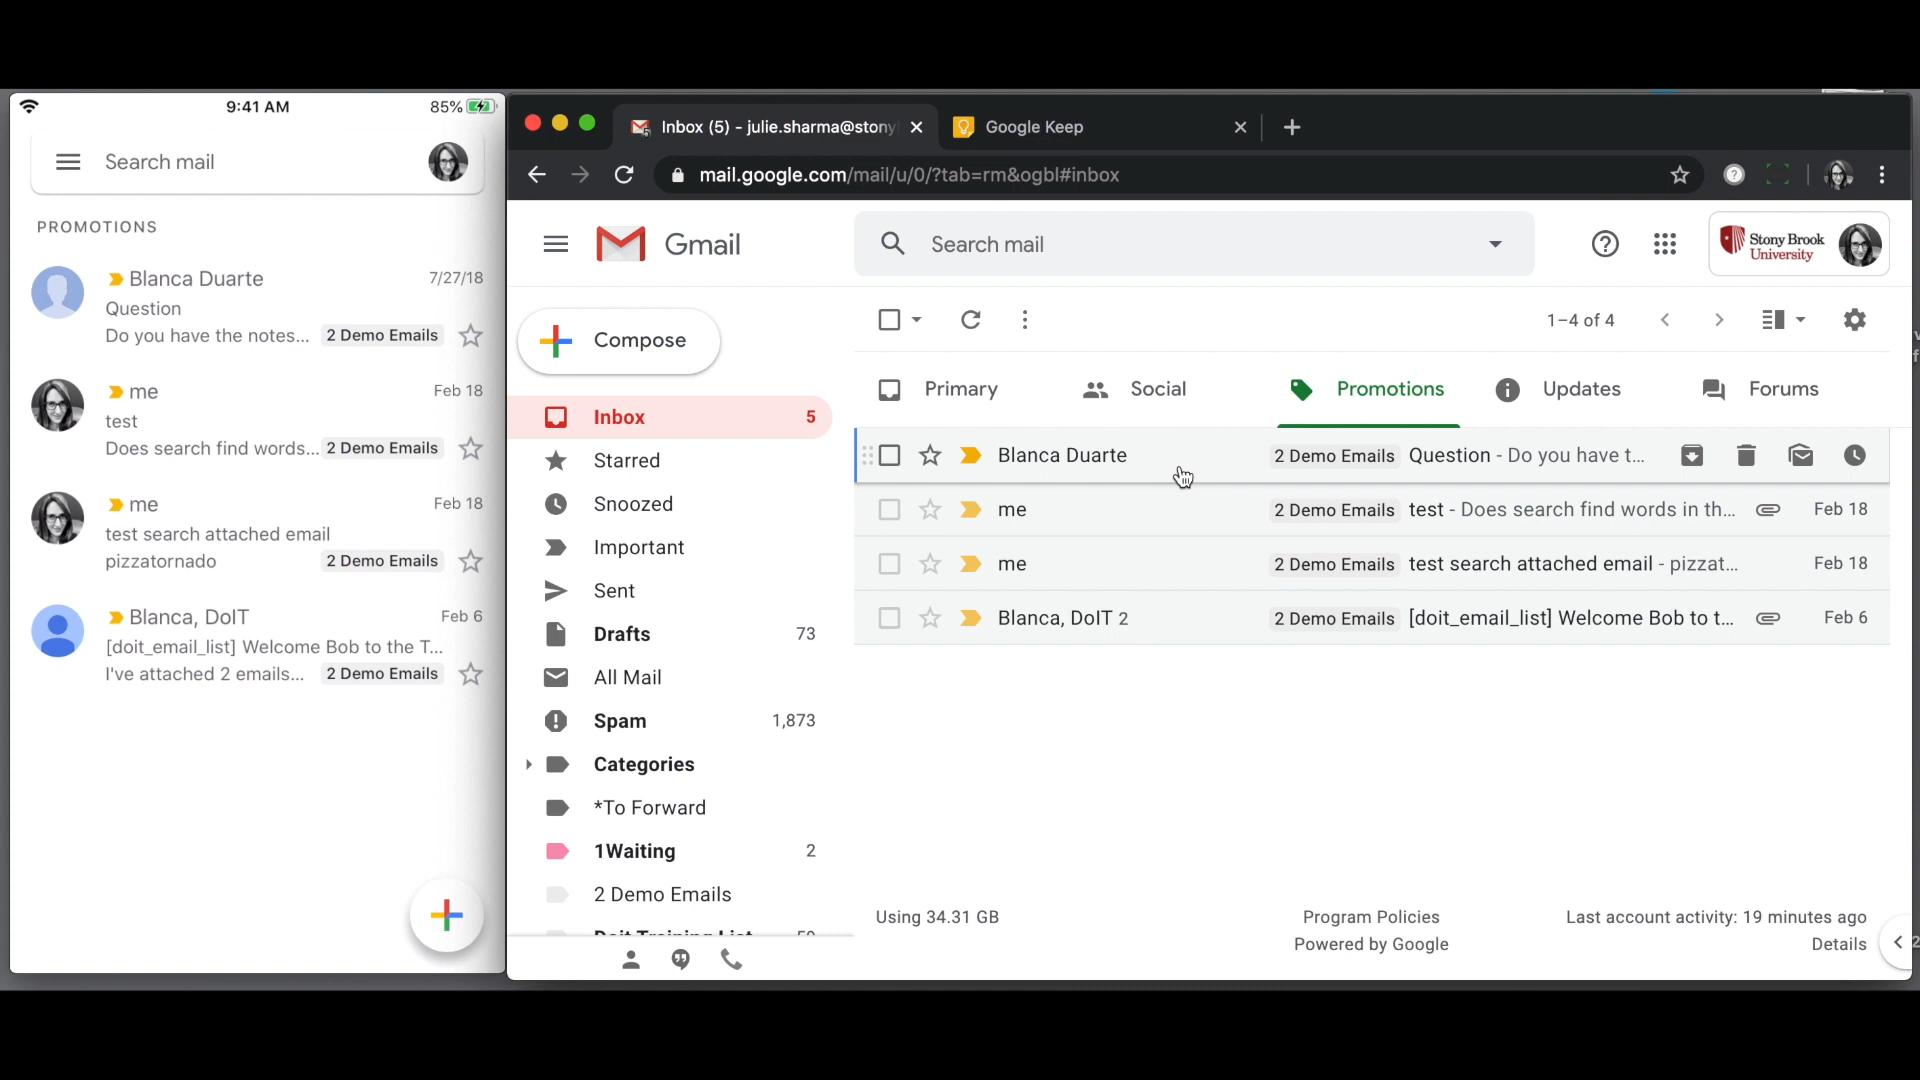 9:41 AM
85%
Search mail
PROMOTIONS
Blanca Duarte 7/27/18
Question
Do you have the notes... 2 Demo Emails
me Feb 18
test
Does search find words... 2 Demo Emails
me Feb 18
test search attached email
pizzatornado 2 Demo Emails
Blanca, DoIT Feb 6
[doit_email_list] Welcome Bob to the T...
I've attached 2 emails... 2 Demo Emails
Inbox (5) - julie.sharma@stony
Google Keep
mail.google.com/mail/u/0/?tab=rm&ogbl#inbox
Gmail
Search mail
Stony Brook
University
Compose
1–4 of 4
Primary Social Promotions Updates Forums
Inbox 5
Starred
Snoozed
Important
Sent
Drafts 73
All Mail
Spam 1,873
Categories
*To Forward
1Waiting 2
2 Demo Emails
Blanca Duarte 2 Demo Emails Question - Do you have t...
me 2 Demo Emails test - Does search find words in th... Feb 18
me 2 Demo Emails test search attached email - pizzat... Feb 18
Blanca, DoIT 2 2 Demo Emails [doit_email_list] Welcome Bob to t... Feb 6
Using 34.31 GB
Program Policies
Powered by Google
Last account activity: 19 minutes ago
Details